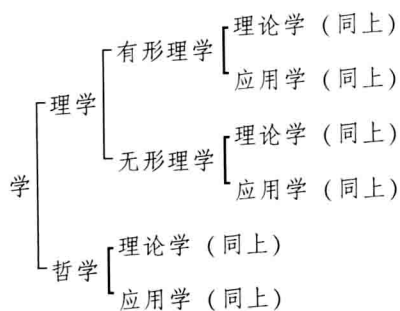 理论学（同上）
有形理学
应用学（同上）
理学
理论学（同上）
无形理学
应用学（同上）
学
理论学（同上）
哲学
应用学（同上）